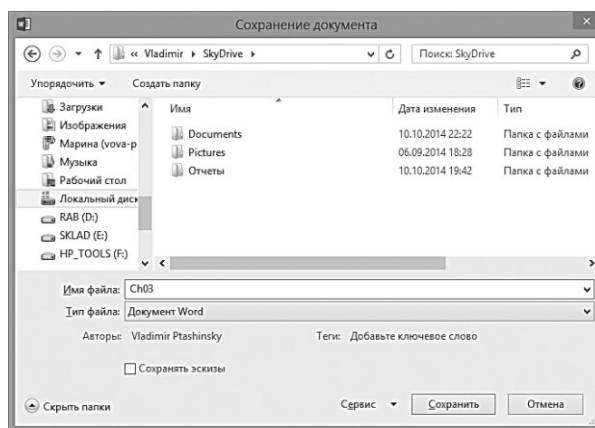 Сохранение документа
« Vladimir ▸ SkyDrive ▸
Поиск: SkyDrive
Упорядочить ▾ Создать папку
Имя Дата изменения Тип
Загрузки
Изображения
Марина (vova-p
Музыка
Рабочий стол
Локальный диск
RAB (D:)
SKLAD (E:)
HP_TOOLS (F:)
Documents 10.10.2014 22:22 Папка с файлами
Pictures 06.09.2014 18:28 Папка с файлами
Отчеты 10.10.2014 19:42 Папка с файлами
Имя файла: Ch03
Тип файла: Документ Word
Авторы: Vladimir Ptashinsky Теги: Добавьте ключевое слово
Сохранять эскизы
Скрыть папки Сервис ▾ Сохранить Отмена